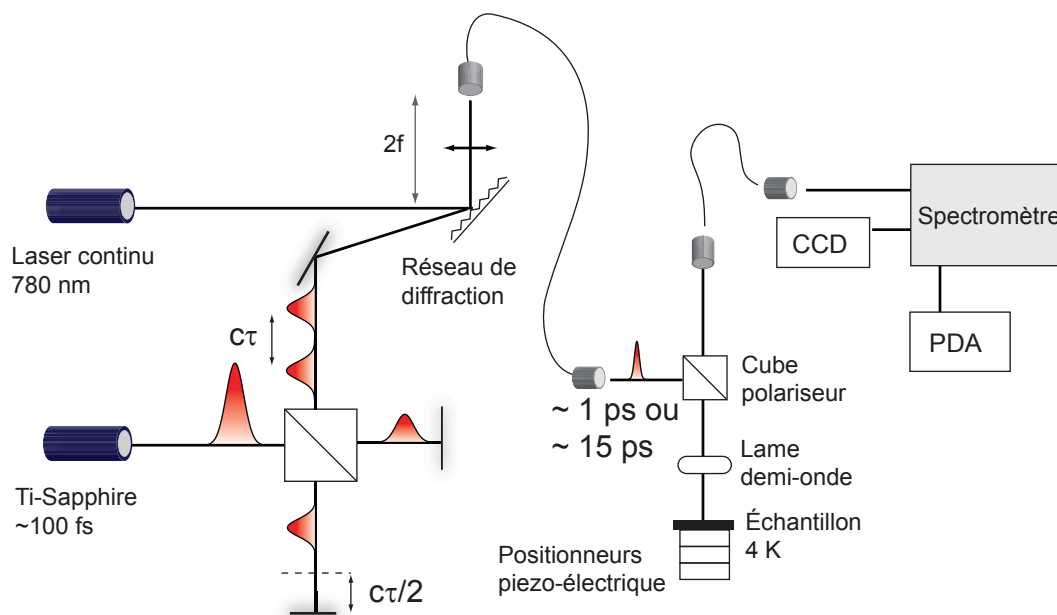 2f
Laser continu
780 nm
Réseau de
diffraction
Spectromètre
CCD
PDA
cτ
Cube
polariseur
~ 1 ps ou
~ 15 ps
Lame
demi-onde
Ti-Sapphire
~100 fs
Échantillon
4 K
Positionneurs
piezo-électrique
cτ/2